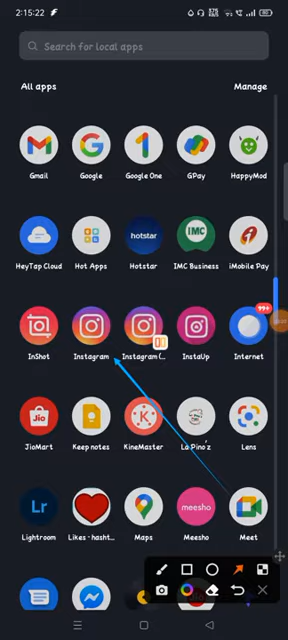 2:15:22
Search for local apps
All apps
Manage
Gmail
Google
Google One
GPay
HappyMod
HeyTap Cloud
Hot Apps
hotstar
Hotstar
IMC
IMC Business
iMobile Pay
InShot
Instagram
Instagram (...
InstaUp
99+
Internet
Jio
JioMart
Keep notes
K
KineMaster
La Pino'z
Lens
Lr
Lightroom
Likes - hasht...
Maps
meesho
Meesho
Meet